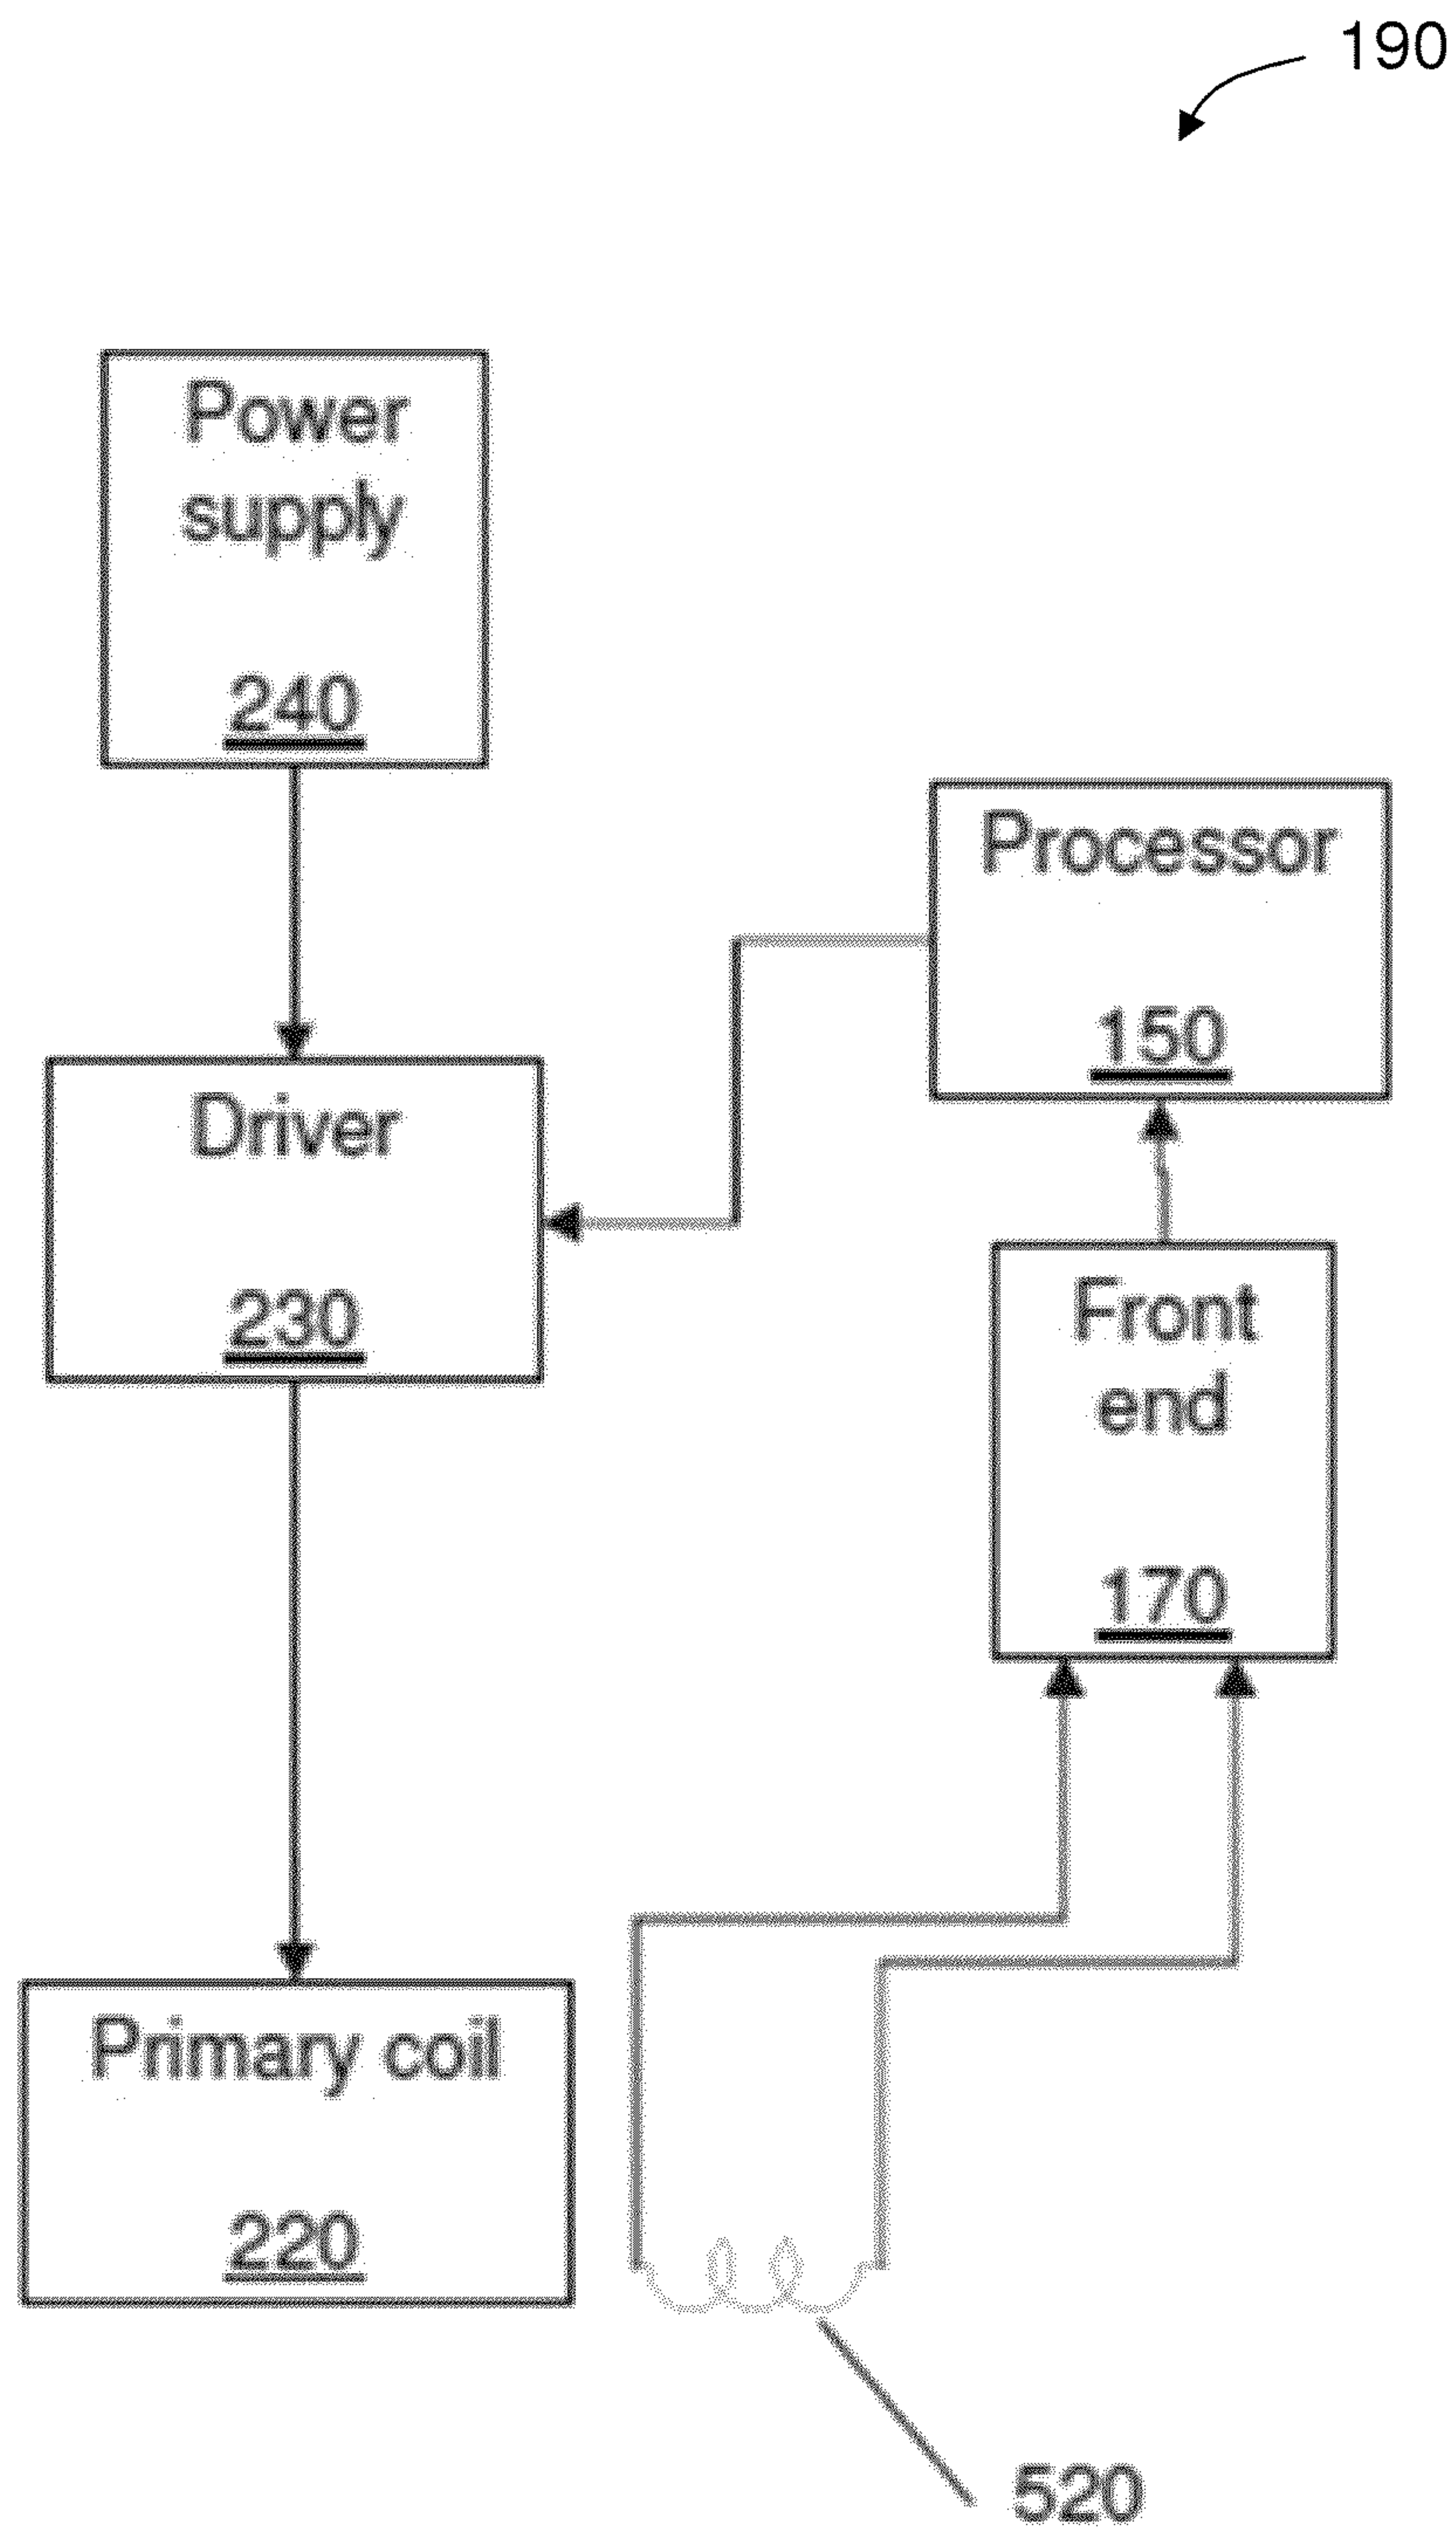 190
Power
supply
240
Processor
150
Driver
230
Front
end
170
Primary coil
220
520